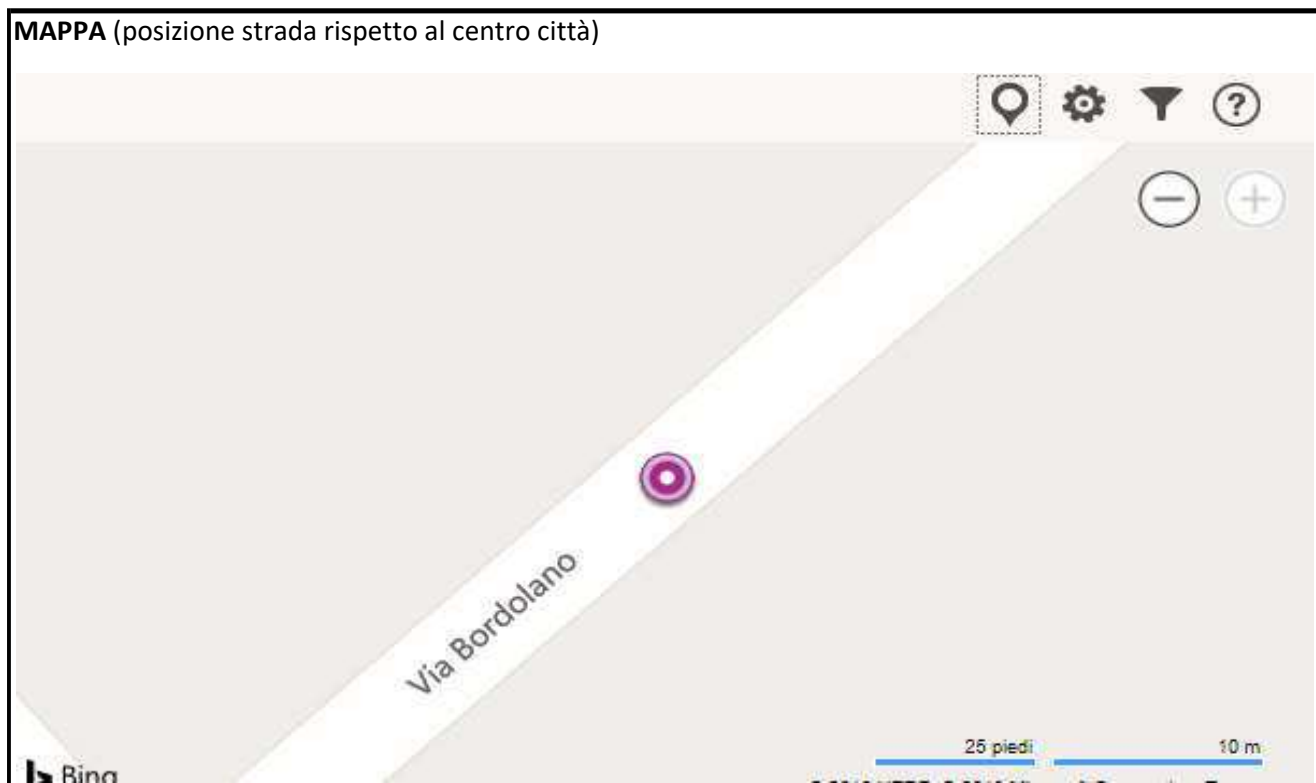 MAPPA (posizione strada rispetto al centro città)
?
Via Bordolano
25 piedi
10 m
Bing